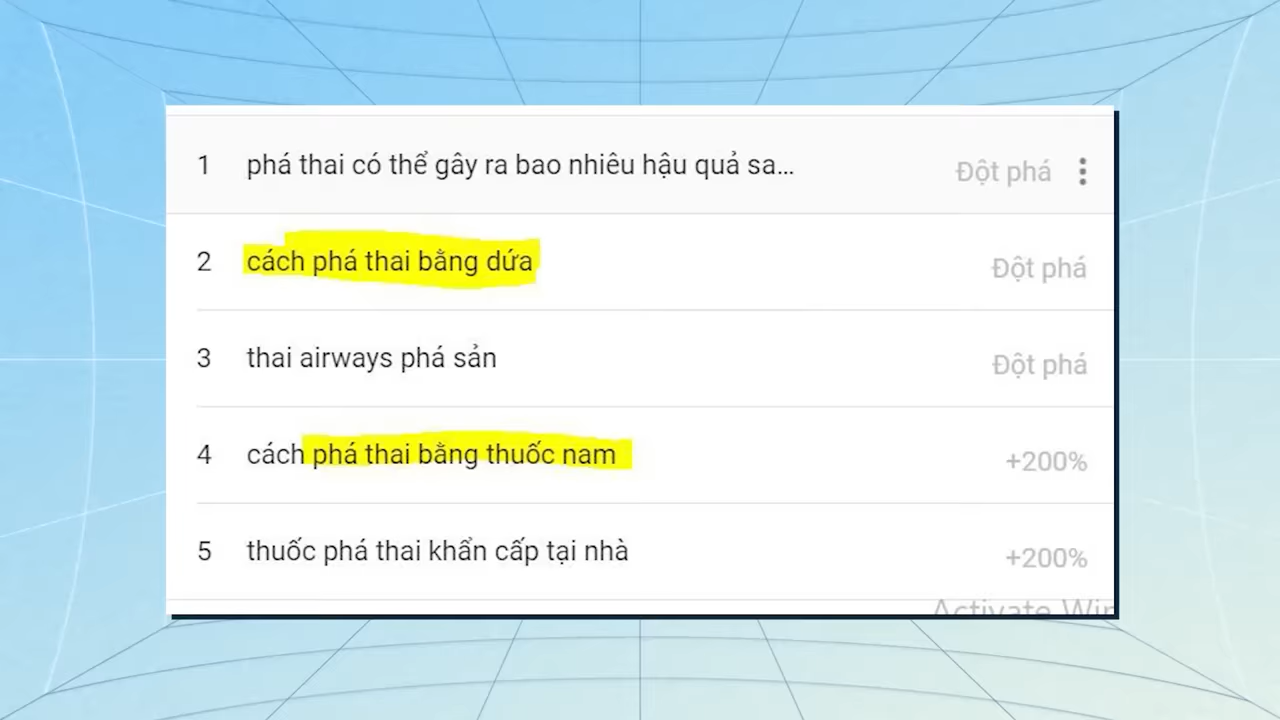 1 phá thai có thể gây ra bao nhiêu hậu quả sa... Đột phá
2 cách phá thai bằng dứa Đột phá
3 thai airways phá sản Đột phá
4 cách phá thai bằng thuốc nam +200%
5 thuốc phá thai khẩn cấp tại nhà +200%
Activate Win